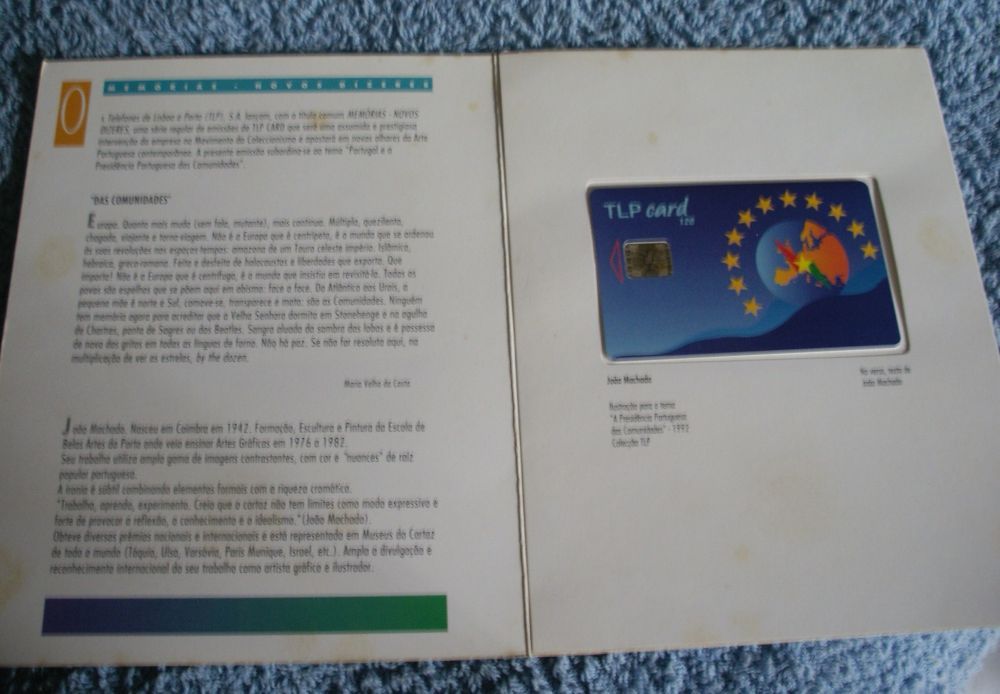 MEMÓRIAS - NOVOS DIZERES
Os Telefones de Lisboa e Porto (TLP), S.A. lançam, com o título comum MEMÓRIAS - NOVOS
DIZERES, uma série regular de emissões de TLP CARD que será uma assumida e prestigiosa
intervenção da empresa no Movimento do Coleccionismo e apostará em novos olhares da Arte
Portuguesa contemporânea. A presente emissão subordina-se ao tema "Portugal e a
Presidência Portuguesa das Comunidades".
"DAS COMUNIDADES"
Europa. Quanto mais muda (sem fala, mutante), mais continua. Múltipla, quezilenta,
chagada, viajante e torna-viagem. Não é a Europa que é centrípeta, é o mundo que se ordenou
às suas revoluções nos espaços tempos: amazona de um Touro celeste império. Islâmica,
hebraica, greco-romana. Feita e desfeita de holocaustos e liberdades que exporta. Que
importa! Não é a Europa que é centrífuga, é o mundo que insistiu em revisitá-la. Todos os
povos são espelhos que se põem aqui em abismo: face a face. Do Atlântico aos Urais, a
pequena mãe é norte e Sul, comove-se, transparece e mata: são as Comunidades. Ninguém
tem memória agora para acreditar que a Velha Senhora dormita em Stonehenge e na agulha
de Chartres, ponta de Sagres ou dos Beatles. Sangra aluada da sombra dos lobos e é possessa
de novo dos gritos em todas as línguas de forno. Não há paz. Se não for resoluta aqui, na
multiplicação de ver as estrelas, by the dozen.
Maria Velho da Costa
João Machado. Nasceu em Coimbra em 1942. Formação, Escultura e Pintura da Escola de
Belas Artes do Porto onde veio ensinar Artes Gráficas em 1976 a 1982.
Seu trabalho utiliza ampla gama de imagens contrastantes, com cor e "nuances" de raiz
popular portuguesa.
A ironia é subtil combinando elementos formais com a riqueza cromática.
"Trabalho, aprendo, experimento. Creio que o cartaz não tem limites como modo expressivo e
forte de provocar a reflexão, o conhecimento e o idealismo."(João Machado).
Obteve diversos prémios nacionais e internacionais e está representado em Museus do Cartaz
de todo o mundo (Tóquio, Ulso, Varsóvia, Paris Munique, Israel, etc.). Ampla a divulgação e
reconhecimento internacional do seu trabalho como artista gráfico e ilustrador.
TLP card
120
João Machado
No verso, texto de
João Machado
Ilustração para o tema
"A Presidência Portuguesa
das Comunidades" - 1992
Colecção TLP